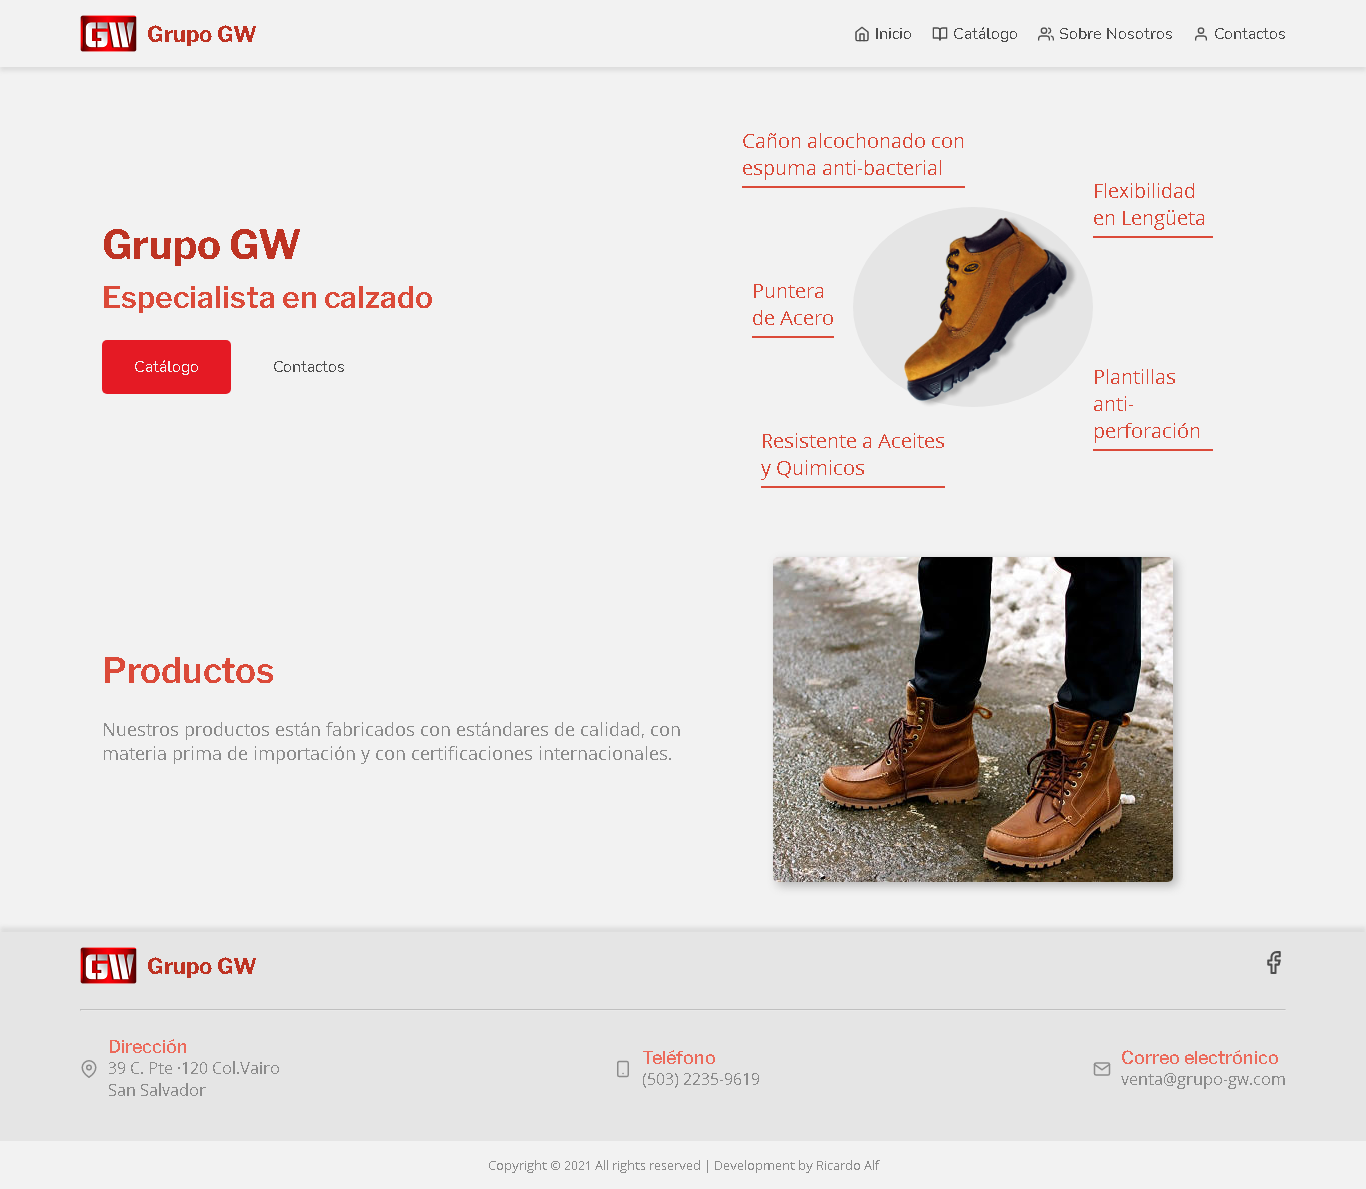 GW Grupo GW
Inicio
Catálogo
Sobre Nosotros
Contactos
Grupo GW
Especialista en calzado
Catálogo
Contactos
Cañon alcochonado con
espuma anti-bacterial
Flexibilidad
en Lengüeta
Puntera
de Acero
Plantillas
anti-
perforación
Resistente a Aceites
y Quimicos
Productos
Nuestros productos están fabricados con estándares de calidad, con
materia prima de importación y con certificaciones internacionales.
GW Grupo GW
Dirección
39 C. Pte ·120 Col.Vairo
San Salvador
Teléfono
(503) 2235-9619
Correo electrónico
venta@grupo-gw.com
Copyright © 2021 All rights reserved | Development by Ricardo Alf